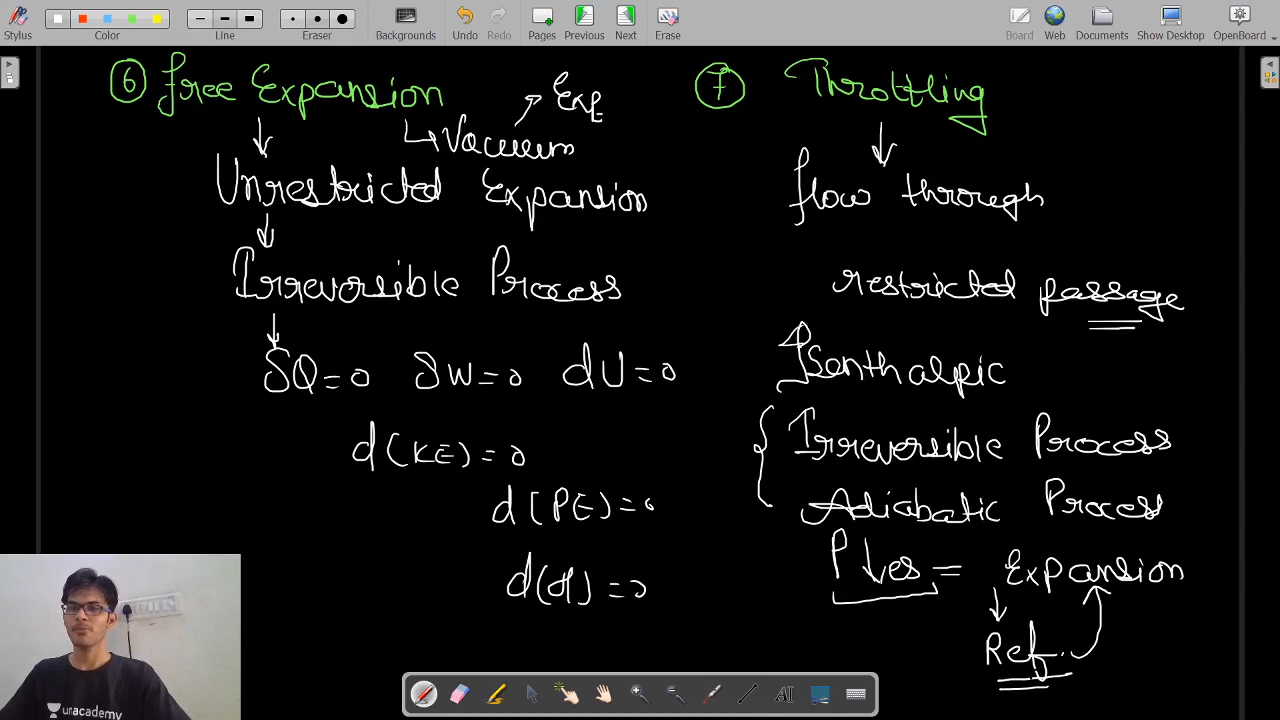 Stylus
Color
Line
Eraser
Backgrounds
Undo
Redo
Pages
Previous
Next
Erase
Board
Web
Documents
Show Desktop
OpenBoard
⑥ Free Expansion
Vacuum → Exp
Unrestricted Expansion
Irreversible Process
δQ=0 δW=0 dU=0
d(KE)=0
d(PE)=0
d(H)=0
⑦ Throttling
flow through
restricted passage
Isenthalpic
Irreversible Process
Adiabatic Process
P↓es = Expansion
Ref.
unacademy